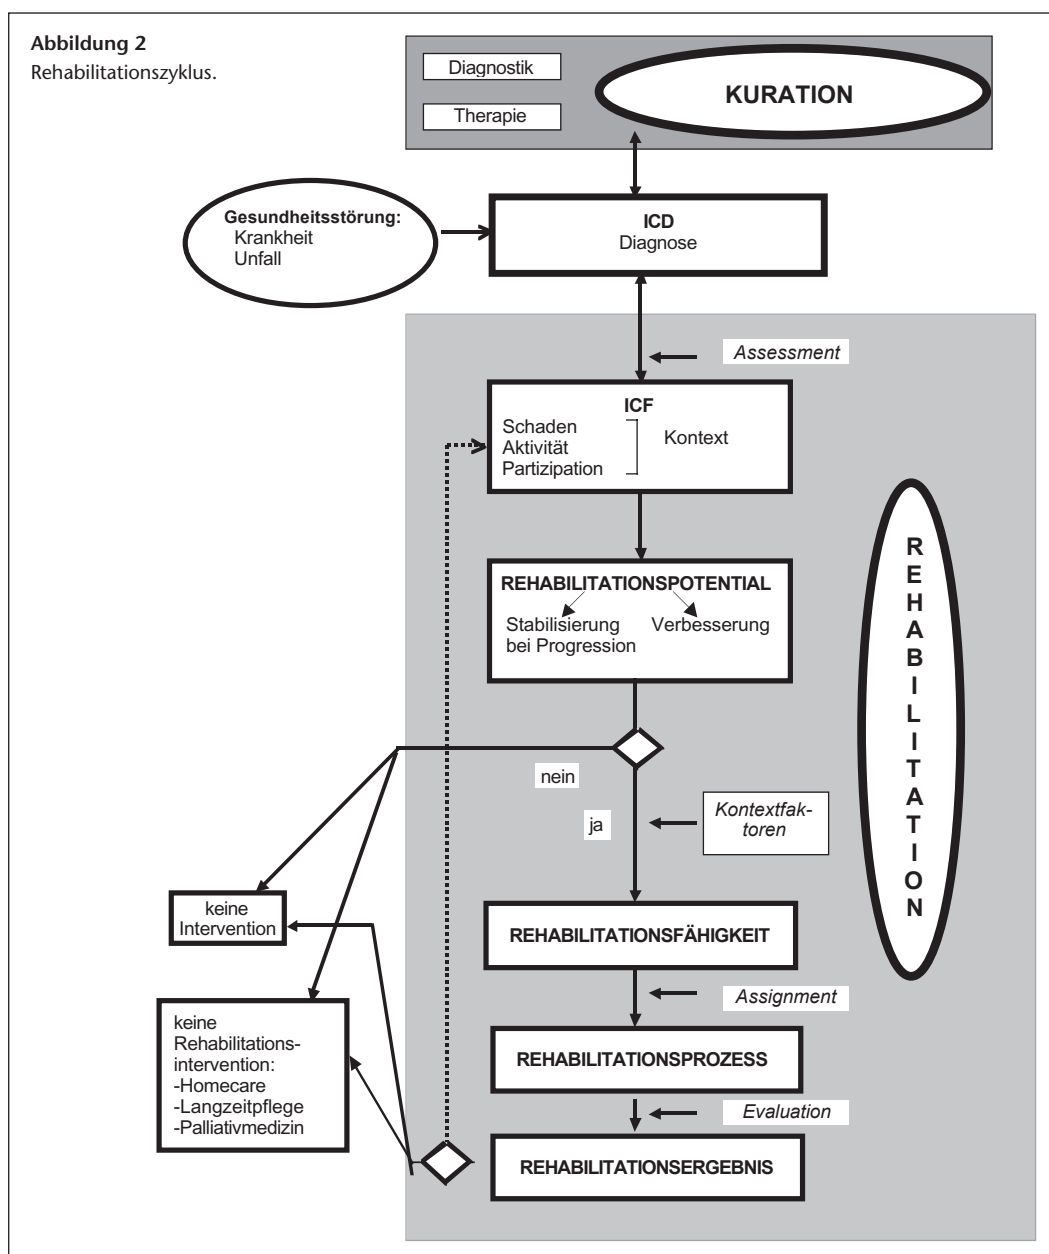 Abbildung 2
Rehabilitationszyklus.
Diagnostik
Therapie
KURATION
Gesundheitsstörung:
Krankheit
Unfall
ICD
Diagnose
Assessment
ICF
Schaden
Aktivität
Partizipation
Kontext
REHABILITATIONSPOTENTIAL
Stabilisierung
bei Progression
Verbesserung
nein
ja
Kontextfak-
toren
keine
Intervention
REHABILITATIONSFÄHIGKEIT
Assignment
keine
Rehabilitations-
intervention:
-Homecare
-Langzeitpflege
-Palliativmedizin
REHABILITATIONSPROZESS
Evaluation
REHABILITATIONSERGEBNIS
REHABILITATION